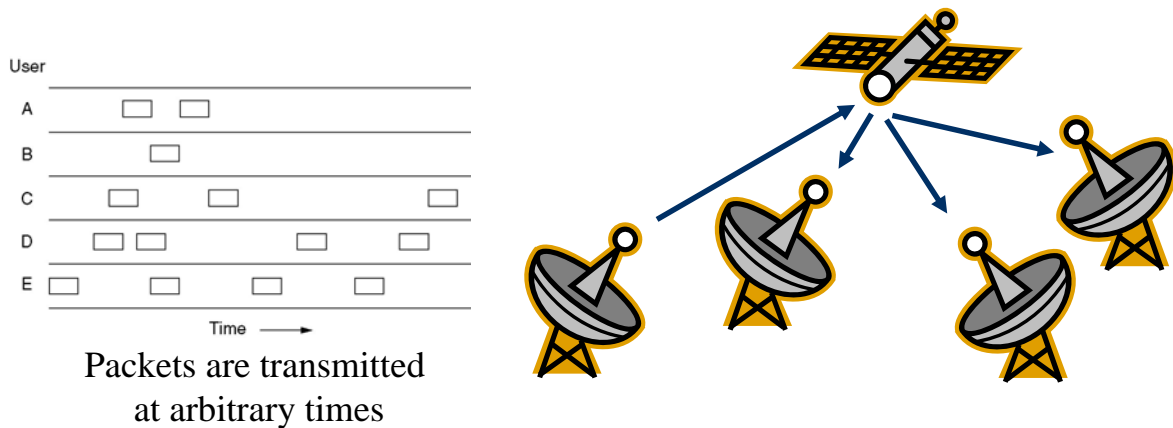 User
A
B
C
D
E
Time
Packets are transmitted
at arbitrary times